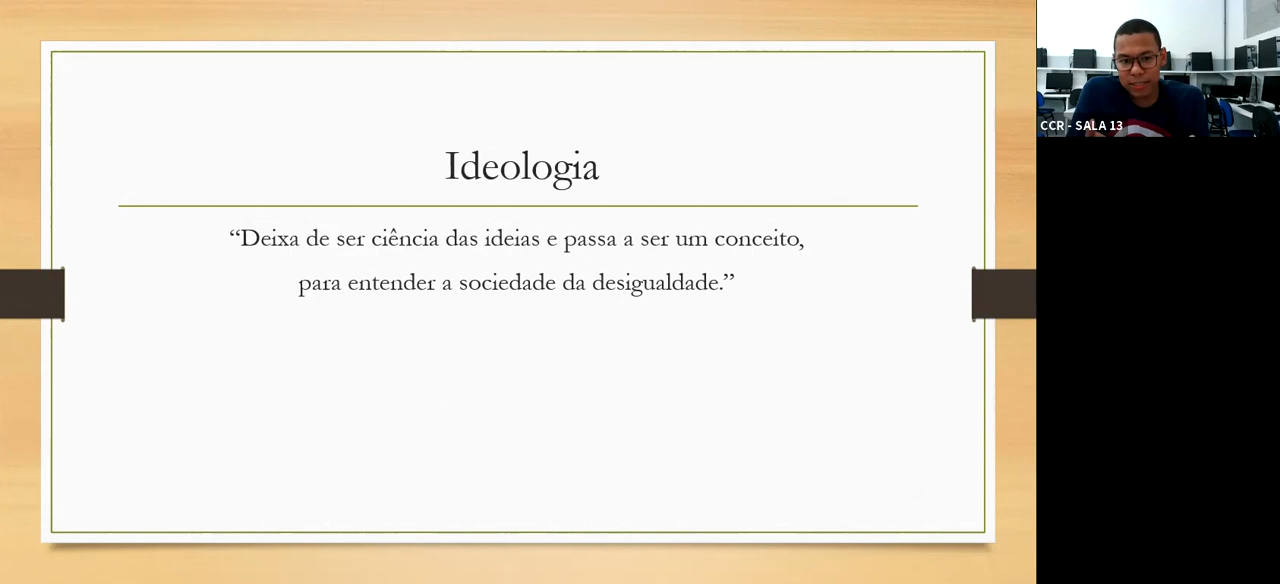 Ideologia
“Deixa de ser ciência das ideias e passa a ser um conceito,
para entender a sociedade da desigualdade.”
CCR - SALA 13